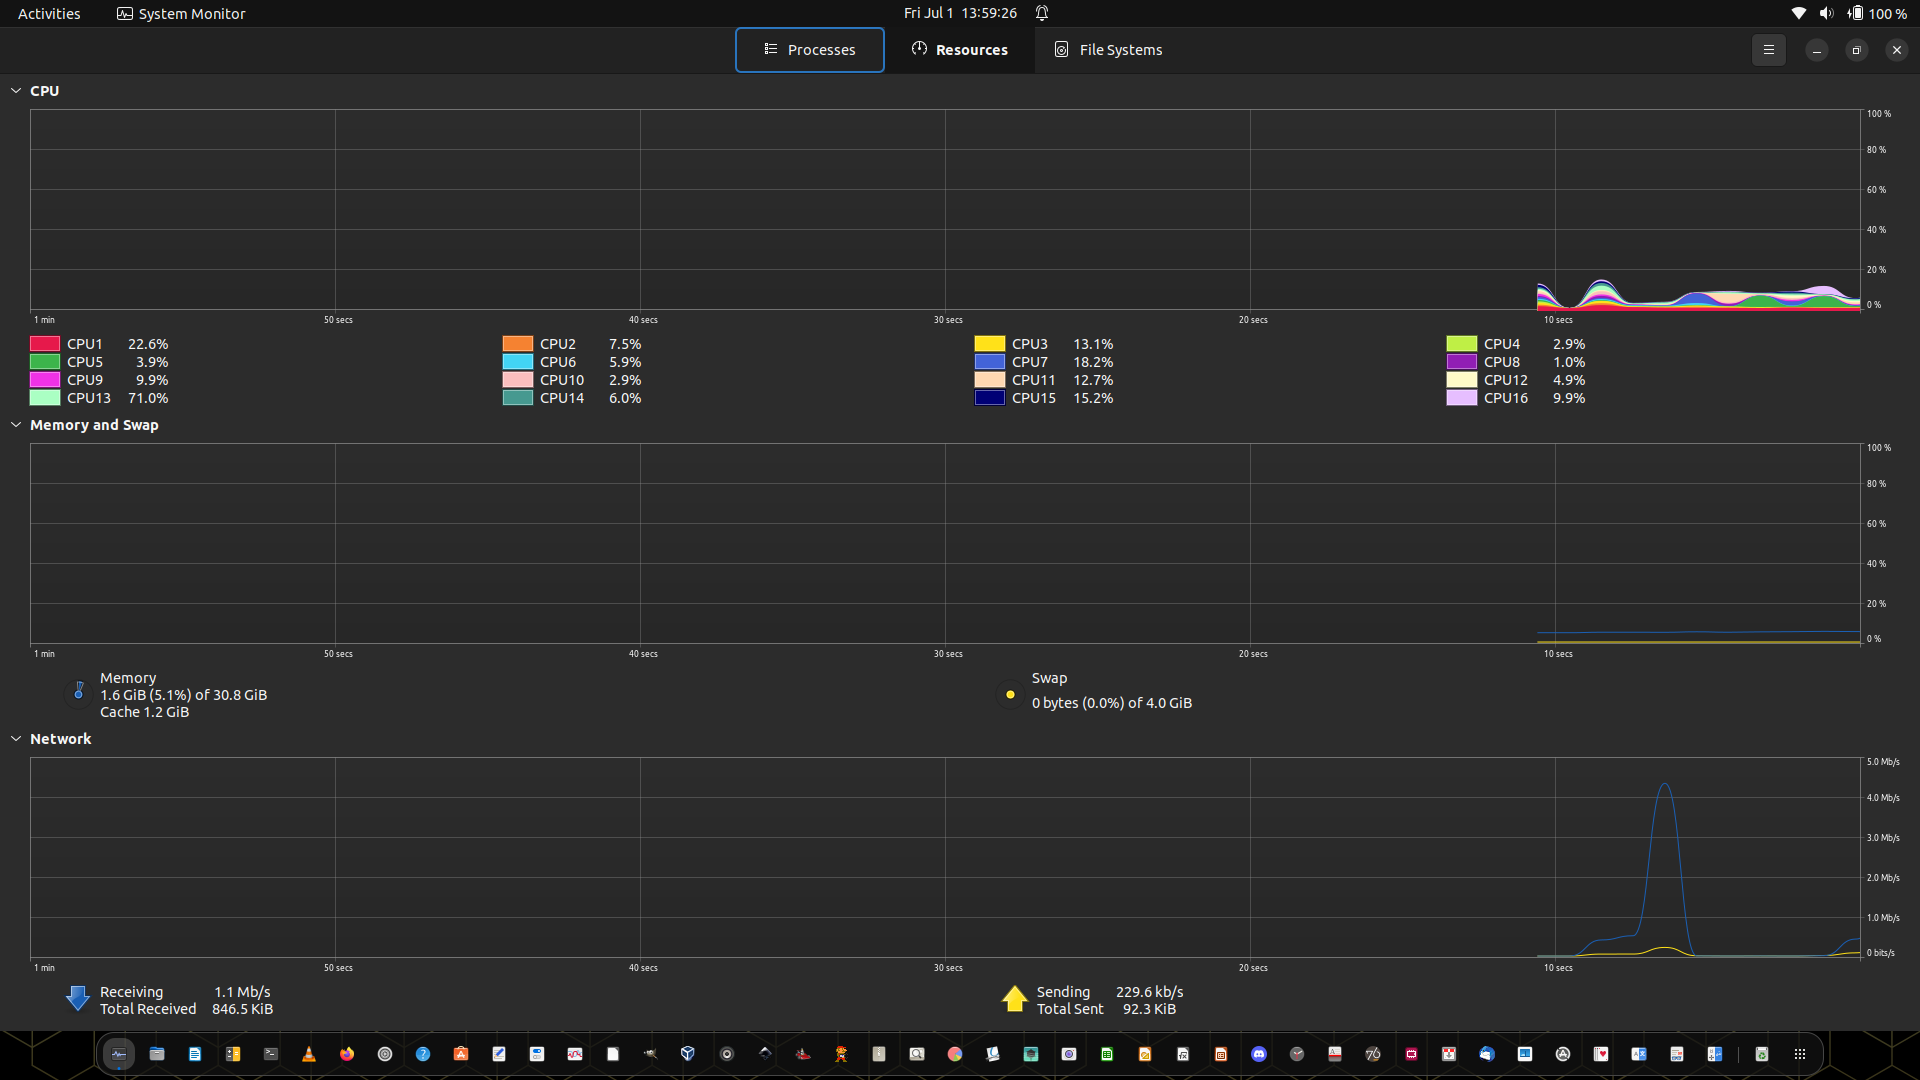 Activities System Monitor Fri Jul 1 13:59:26 100 %
Processes Resources File Systems
CPU
100 %
80 %
60 %
40 %
20 %
0 %
1 min 50 secs 40 secs 30 secs 20 secs 10 secs
CPU1 22.6% CPU2 7.5% CPU3 13.1% CPU4 2.9%
CPU5 3.9% CPU6 5.9% CPU7 18.2% CPU8 1.0%
CPU9 9.9% CPU10 2.9% CPU11 12.7% CPU12 4.9%
CPU13 71.0% CPU14 6.0% CPU15 15.2% CPU16 9.9%
Memory and Swap
100 %
80 %
60 %
40 %
20 %
0 %
1 min 50 secs 40 secs 30 secs 20 secs 10 secs
Memory Swap
1.6 GiB (5.1%) of 30.8 GiB 0 bytes (0.0%) of 4.0 GiB
Cache 1.2 GiB
Network
5.0 Mb/s
4.0 Mb/s
3.0 Mb/s
2.0 Mb/s
1.0 Mb/s
0 bits/s
1 min 50 secs 40 secs 30 secs 20 secs 10 secs
Receiving 1.1 Mb/s Sending 229.6 kb/s
Total Received 846.5 KiB Total Sent 92.3 KiB